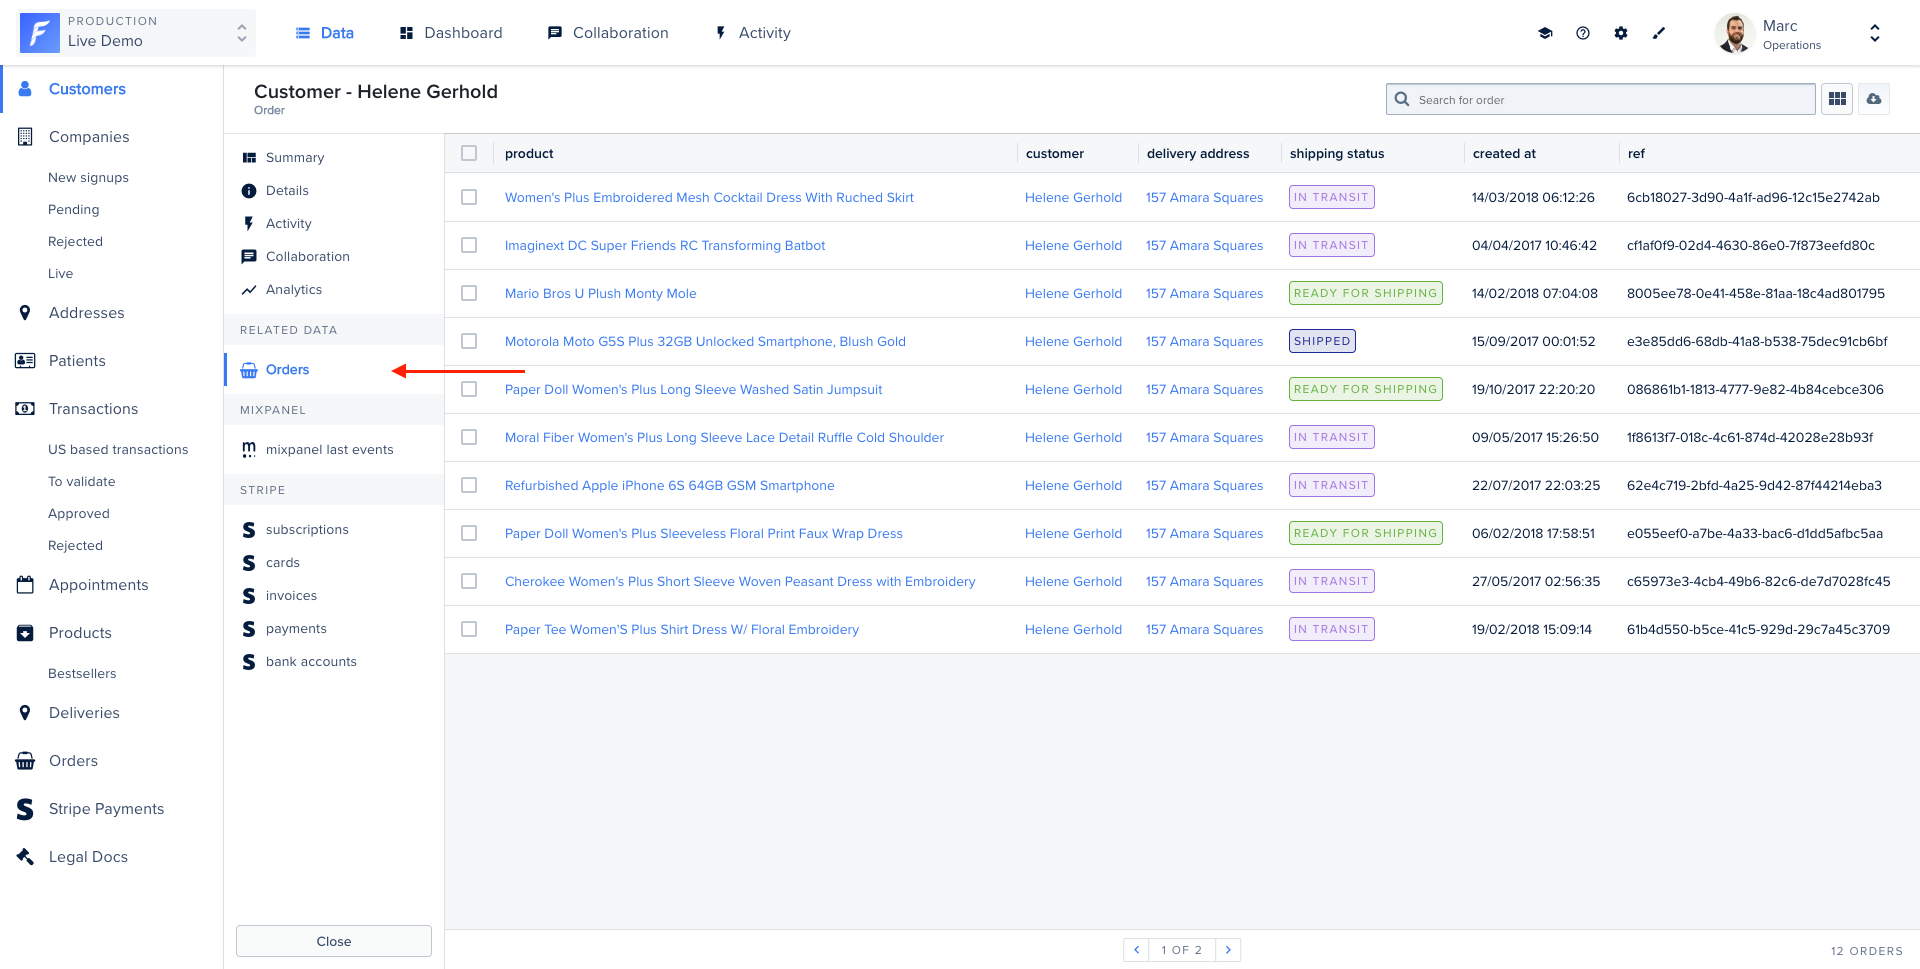 PRODUCTION
Live Demo
Data
Dashboard
Collaboration
Activity
Marc
Operations
Customers
Companies
New signups
Pending
Rejected
Live
Addresses
Patients
Transactions
US based transactions
To validate
Approved
Rejected
Appointments
Products
Bestsellers
Deliveries
Orders
Stripe Payments
Legal Docs
Customer - Helene Gerhold
Order
Search for order
Summary
Details
Activity
Collaboration
Analytics
RELATED DATA
Orders
MIXPANEL
mixpanel last events
STRIPE
subscriptions
cards
invoices
payments
bank accounts
Close
product customer delivery address shipping status created at ref
Women's Plus Embroidered Mesh Cocktail Dress With Ruched Skirt Helene Gerhold 157 Amara Squares IN TRANSIT 14/03/2018 06:12:26 6cb18027-3d90-4a1f-ad96-12c15e2742ab
Imaginext DC Super Friends RC Transforming Batbot Helene Gerhold 157 Amara Squares IN TRANSIT 04/04/2017 10:46:42 cf1af0f9-02d4-4630-86e0-7f873eefd80c
Mario Bros U Plush Monty Mole Helene Gerhold 157 Amara Squares READY FOR SHIPPING 14/02/2018 07:04:08 8005ee78-0e41-458e-81aa-18c4ad801795
Motorola Moto G5S Plus 32GB Unlocked Smartphone, Blush Gold Helene Gerhold 157 Amara Squares SHIPPED 15/09/2017 00:01:52 e3e85dd6-68db-41a8-b538-75dec91cb6bf
Paper Doll Women's Plus Long Sleeve Washed Satin Jumpsuit Helene Gerhold 157 Amara Squares READY FOR SHIPPING 19/10/2017 22:20:20 086861b1-1813-4777-9e82-4b84cebce306
Moral Fiber Women's Plus Long Sleeve Lace Detail Ruffle Cold Shoulder Helene Gerhold 157 Amara Squares IN TRANSIT 09/05/2017 15:26:50 1f8613f7-018c-4c61-874d-42028e28b93f
Refurbished Apple iPhone 6S 64GB GSM Smartphone Helene Gerhold 157 Amara Squares IN TRANSIT 22/07/2017 22:03:25 62e4c719-2bfd-4a25-9d42-87f44214eba3
Paper Doll Women's Plus Sleeveless Floral Print Faux Wrap Dress Helene Gerhold 157 Amara Squares READY FOR SHIPPING 06/02/2018 17:58:51 e055eef0-a7be-4a33-bac6-d1dd5afbc5aa
Cherokee Women's Plus Short Sleeve Woven Peasant Dress with Embroidery Helene Gerhold 157 Amara Squares IN TRANSIT 27/05/2017 02:56:35 c65973e3-4cb4-49b6-82c6-de7d7028fc45
Paper Tee Women'S Plus Shirt Dress W/ Floral Embroidery Helene Gerhold 157 Amara Squares IN TRANSIT 19/02/2018 15:09:14 61b4d550-b5ce-41c5-929d-29c7a45c3709
1 OF 2
12 ORDERS